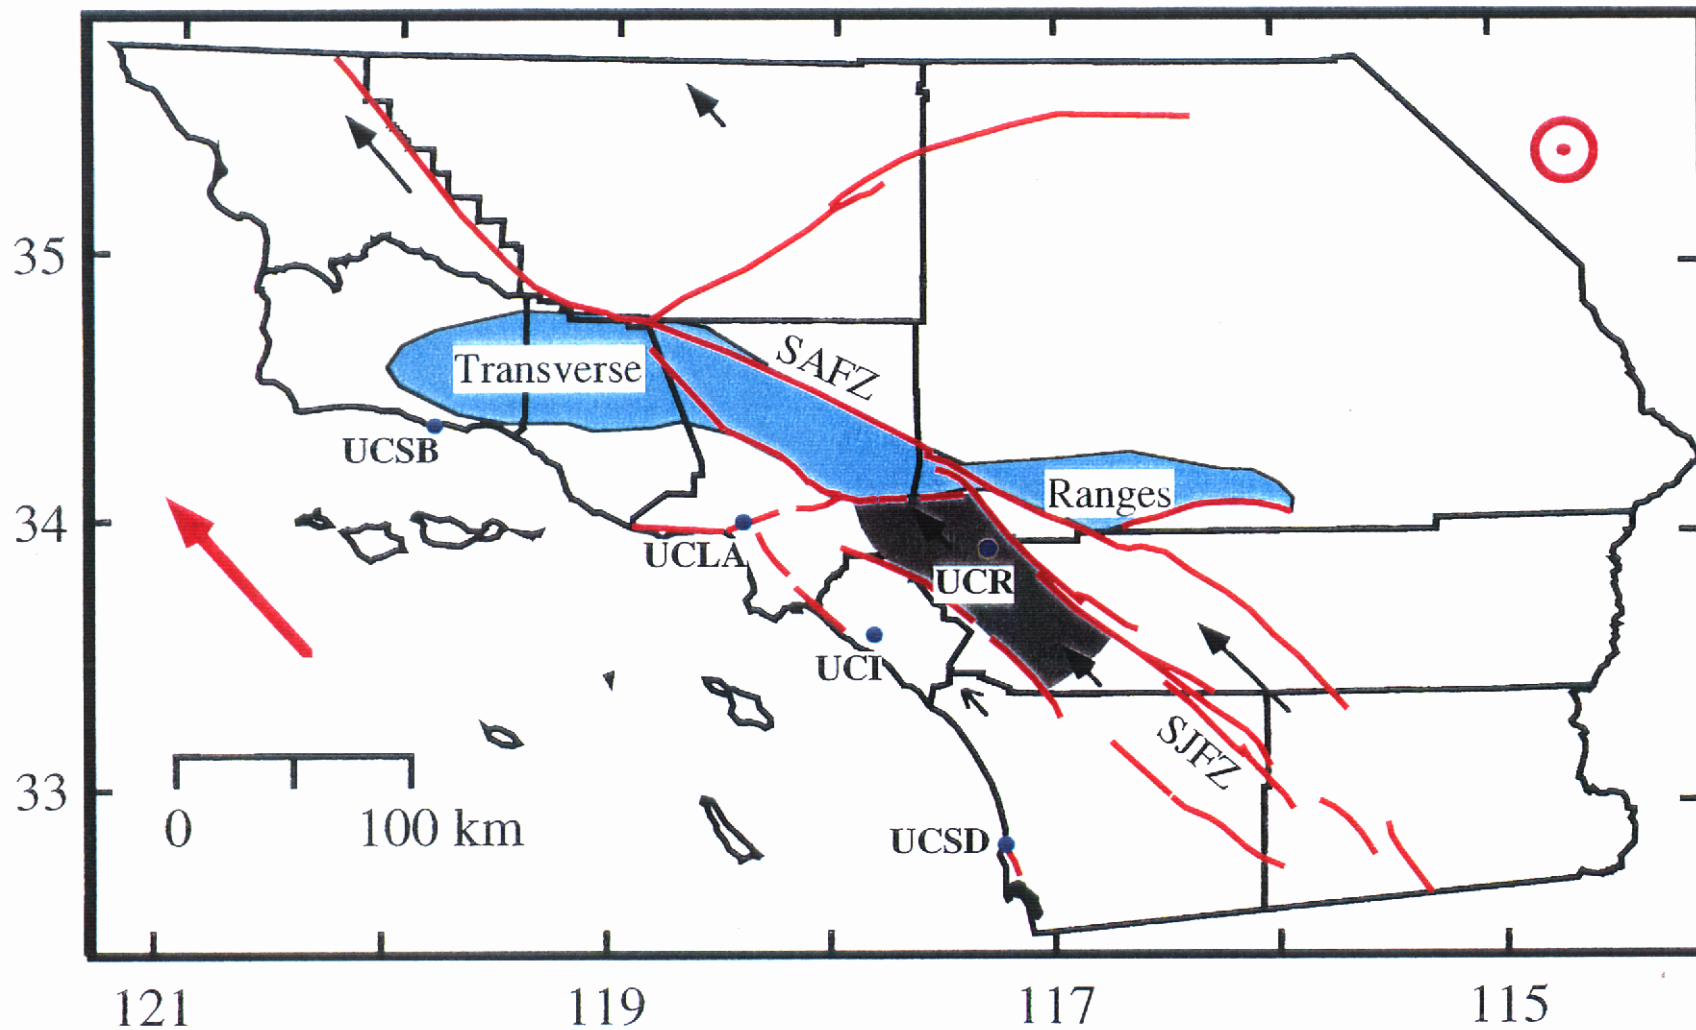 35
SAFZ
Transverse
UCSB
Ranges
34
UCLA
UCR
UCI
SJFZ
33
0 100 km
UCSD
121 119 117 115